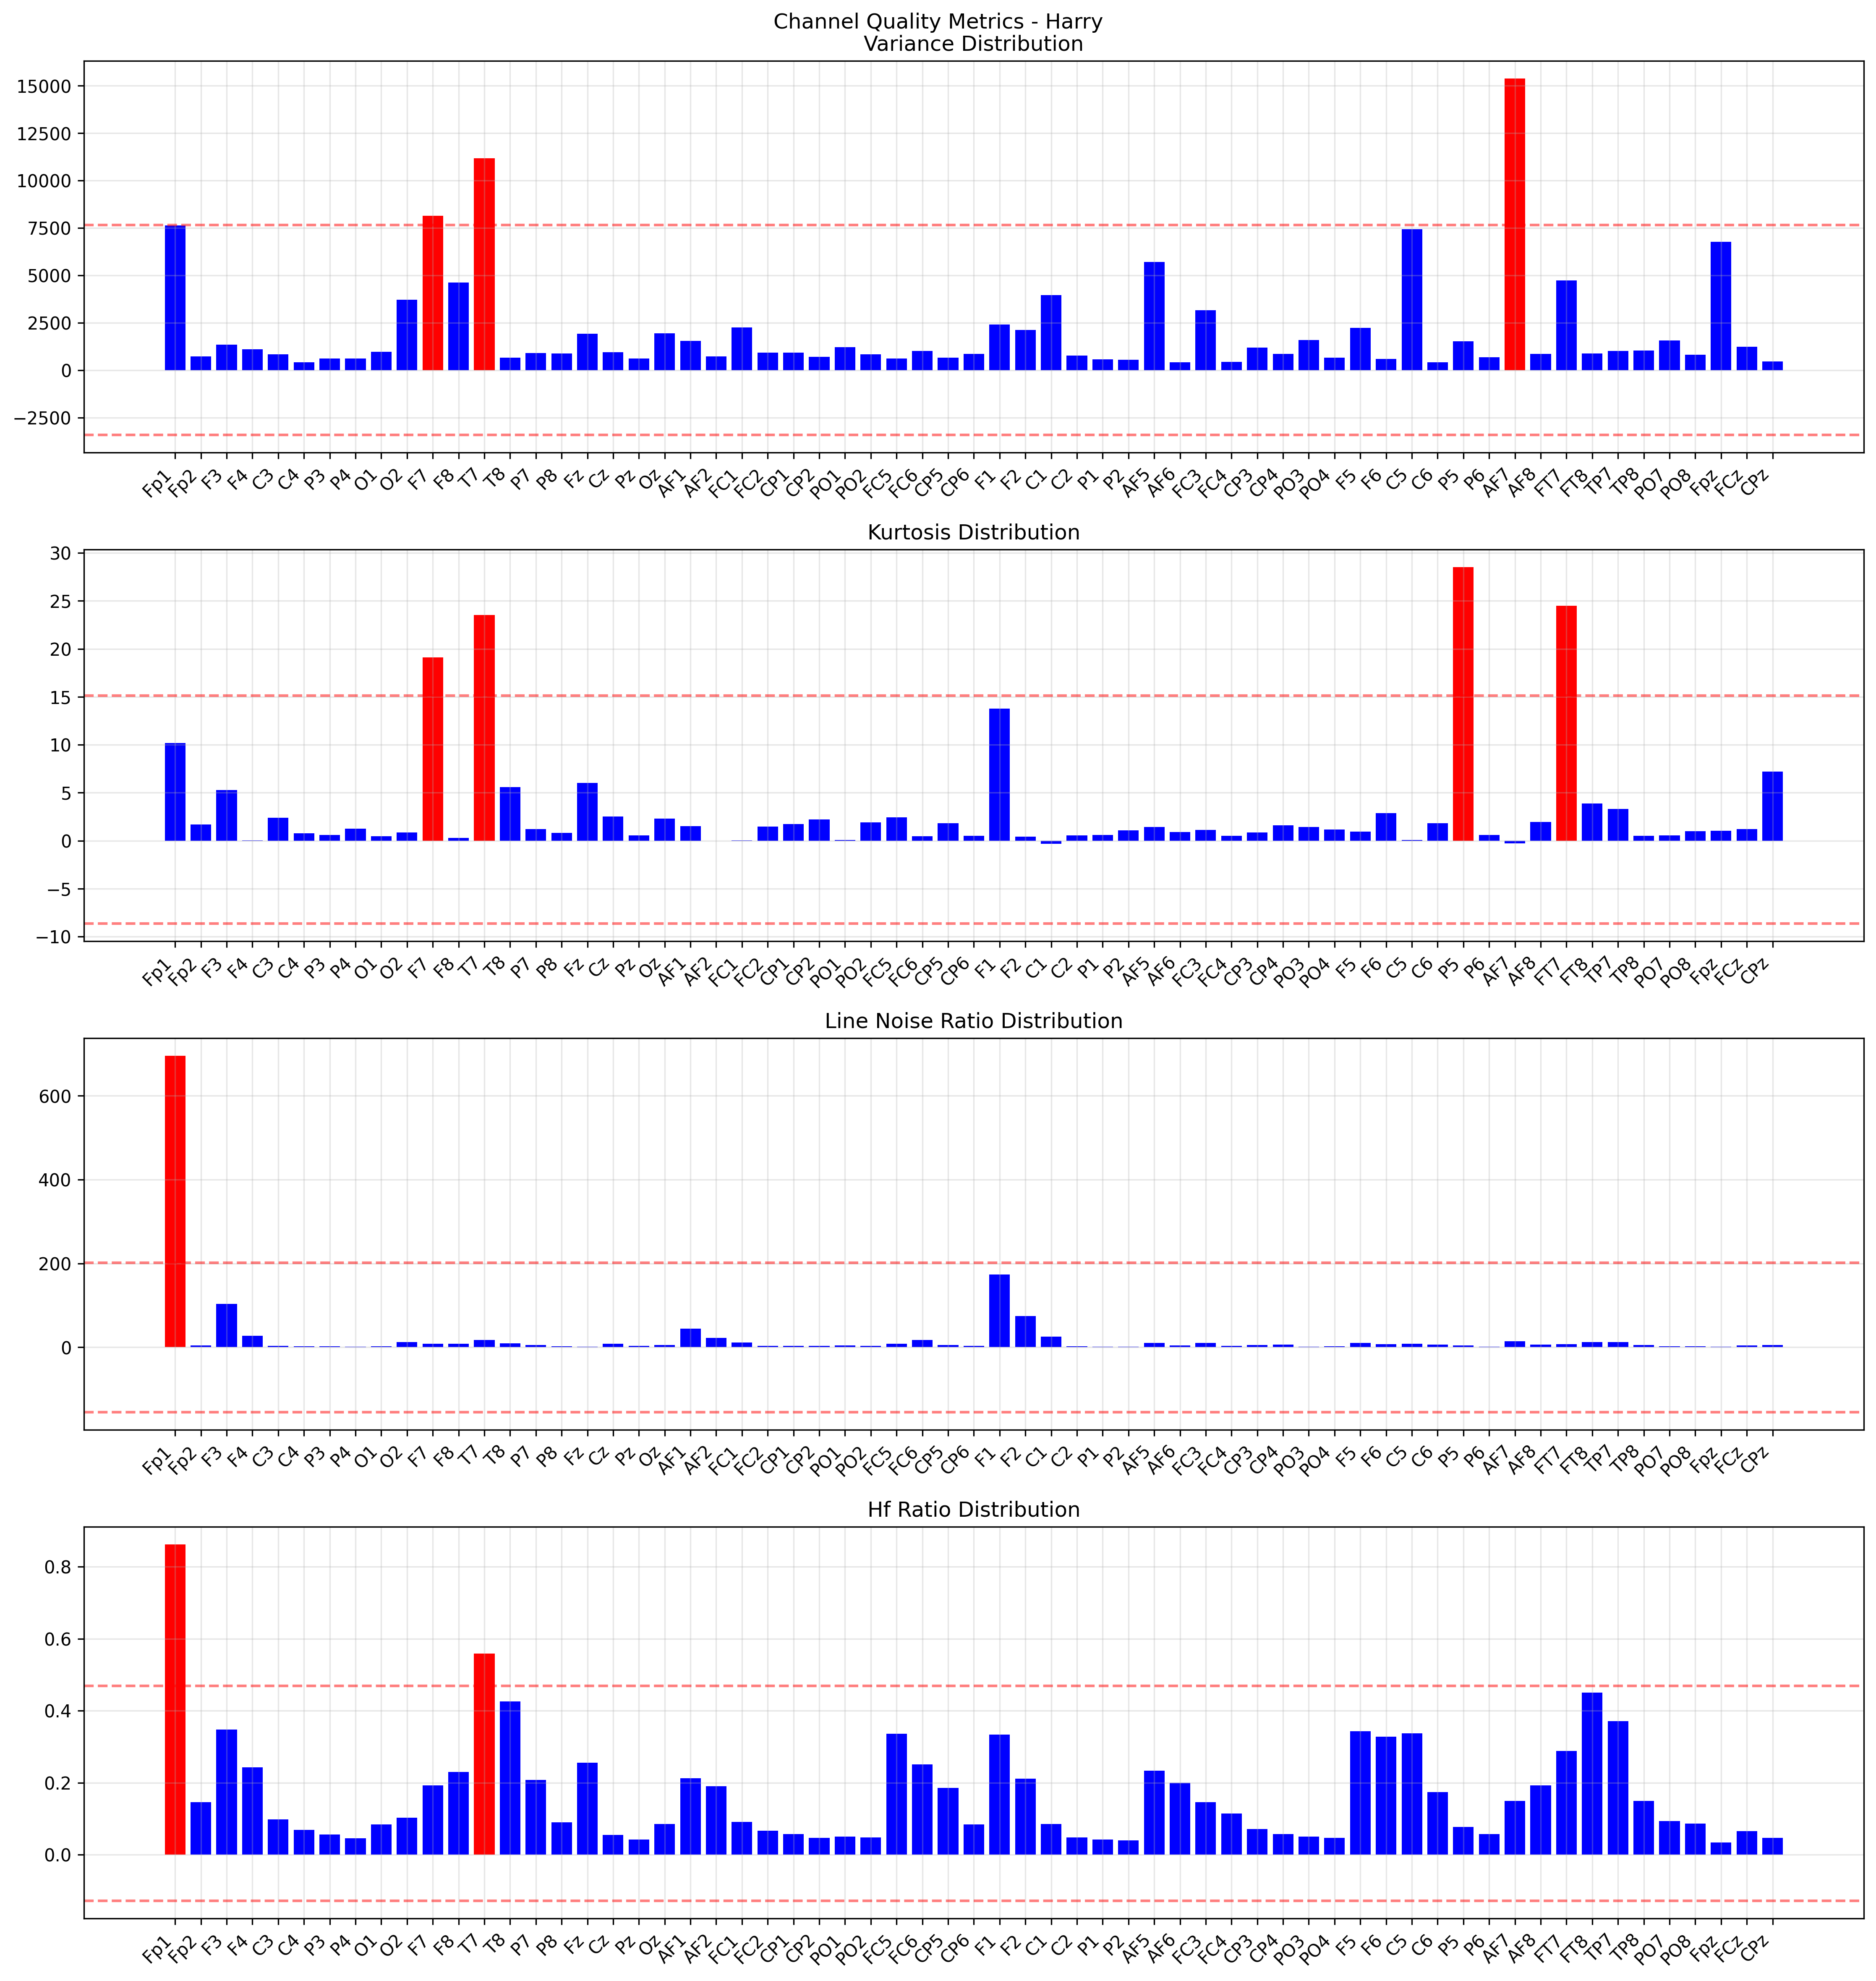 Channel Quality Metrics - Harry
Variance Distribution
15000
12500
10000
7500
5000
2500
0
−2500
Fp1 Fp2 F3 F4 C3 C4 P3 P4 O1 O2 F7 F8 T7 T8 P7 P8 Fz Cz Pz Oz AF1 AF2 FC1 FC2 CP1 CP2 PO1 PO2 FC5 FC6 CP5 CP6 F1 F2 C1 C2 P1 P2 AF5 AF6 FC3 FC4 CP3 CP4 PO3 PO4 F5 F6 C5 C6 P5 P6 AF7 AF8 FT7 FT8 TP7 TP8 PO7 PO8 Fpz FCz CPz
Kurtosis Distribution
30
25
20
15
10
5
0
−5
−10
Fp1 Fp2 F3 F4 C3 C4 P3 P4 O1 O2 F7 F8 T7 T8 P7 P8 Fz Cz Pz Oz AF1 AF2 FC1 FC2 CP1 CP2 PO1 PO2 FC5 FC6 CP5 CP6 F1 F2 C1 C2 P1 P2 AF5 AF6 FC3 FC4 CP3 CP4 PO3 PO4 F5 F6 C5 C6 P5 P6 AF7 AF8 FT7 FT8 TP7 TP8 PO7 PO8 Fpz FCz CPz
Line Noise Ratio Distribution
600
400
200
0
Fp1 Fp2 F3 F4 C3 C4 P3 P4 O1 O2 F7 F8 T7 T8 P7 P8 Fz Cz Pz Oz AF1 AF2 FC1 FC2 CP1 CP2 PO1 PO2 FC5 FC6 CP5 CP6 F1 F2 C1 C2 P1 P2 AF5 AF6 FC3 FC4 CP3 CP4 PO3 PO4 F5 F6 C5 C6 P5 P6 AF7 AF8 FT7 FT8 TP7 TP8 PO7 PO8 Fpz FCz CPz
Hf Ratio Distribution
0.8
0.6
0.4
0.2
0.0
Fp1 Fp2 F3 F4 C3 C4 P3 P4 O1 O2 F7 F8 T7 T8 P7 P8 Fz Cz Pz Oz AF1 AF2 FC1 FC2 CP1 CP2 PO1 PO2 FC5 FC6 CP5 CP6 F1 F2 C1 C2 P1 P2 AF5 AF6 FC3 FC4 CP3 CP4 PO3 PO4 F5 F6 C5 C6 P5 P6 AF7 AF8 FT7 FT8 TP7 TP8 PO7 PO8 Fpz FCz CPz